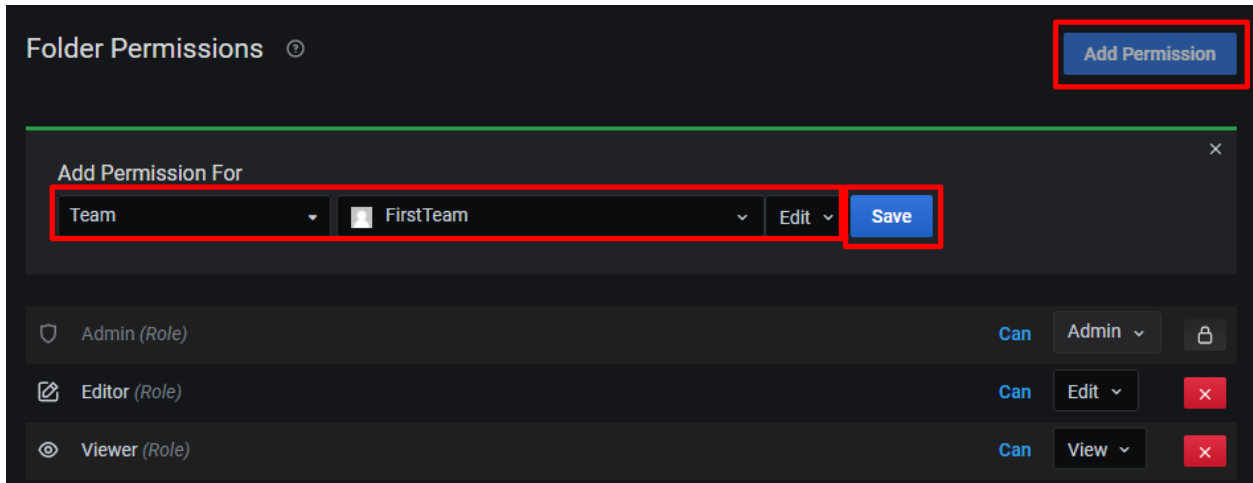 Folder Permissions
Add Permission
Add Permission For
Team FirstTeam Edit Save
Admin (Role) Can Admin
Editor (Role) Can Edit
Viewer (Role) Can View